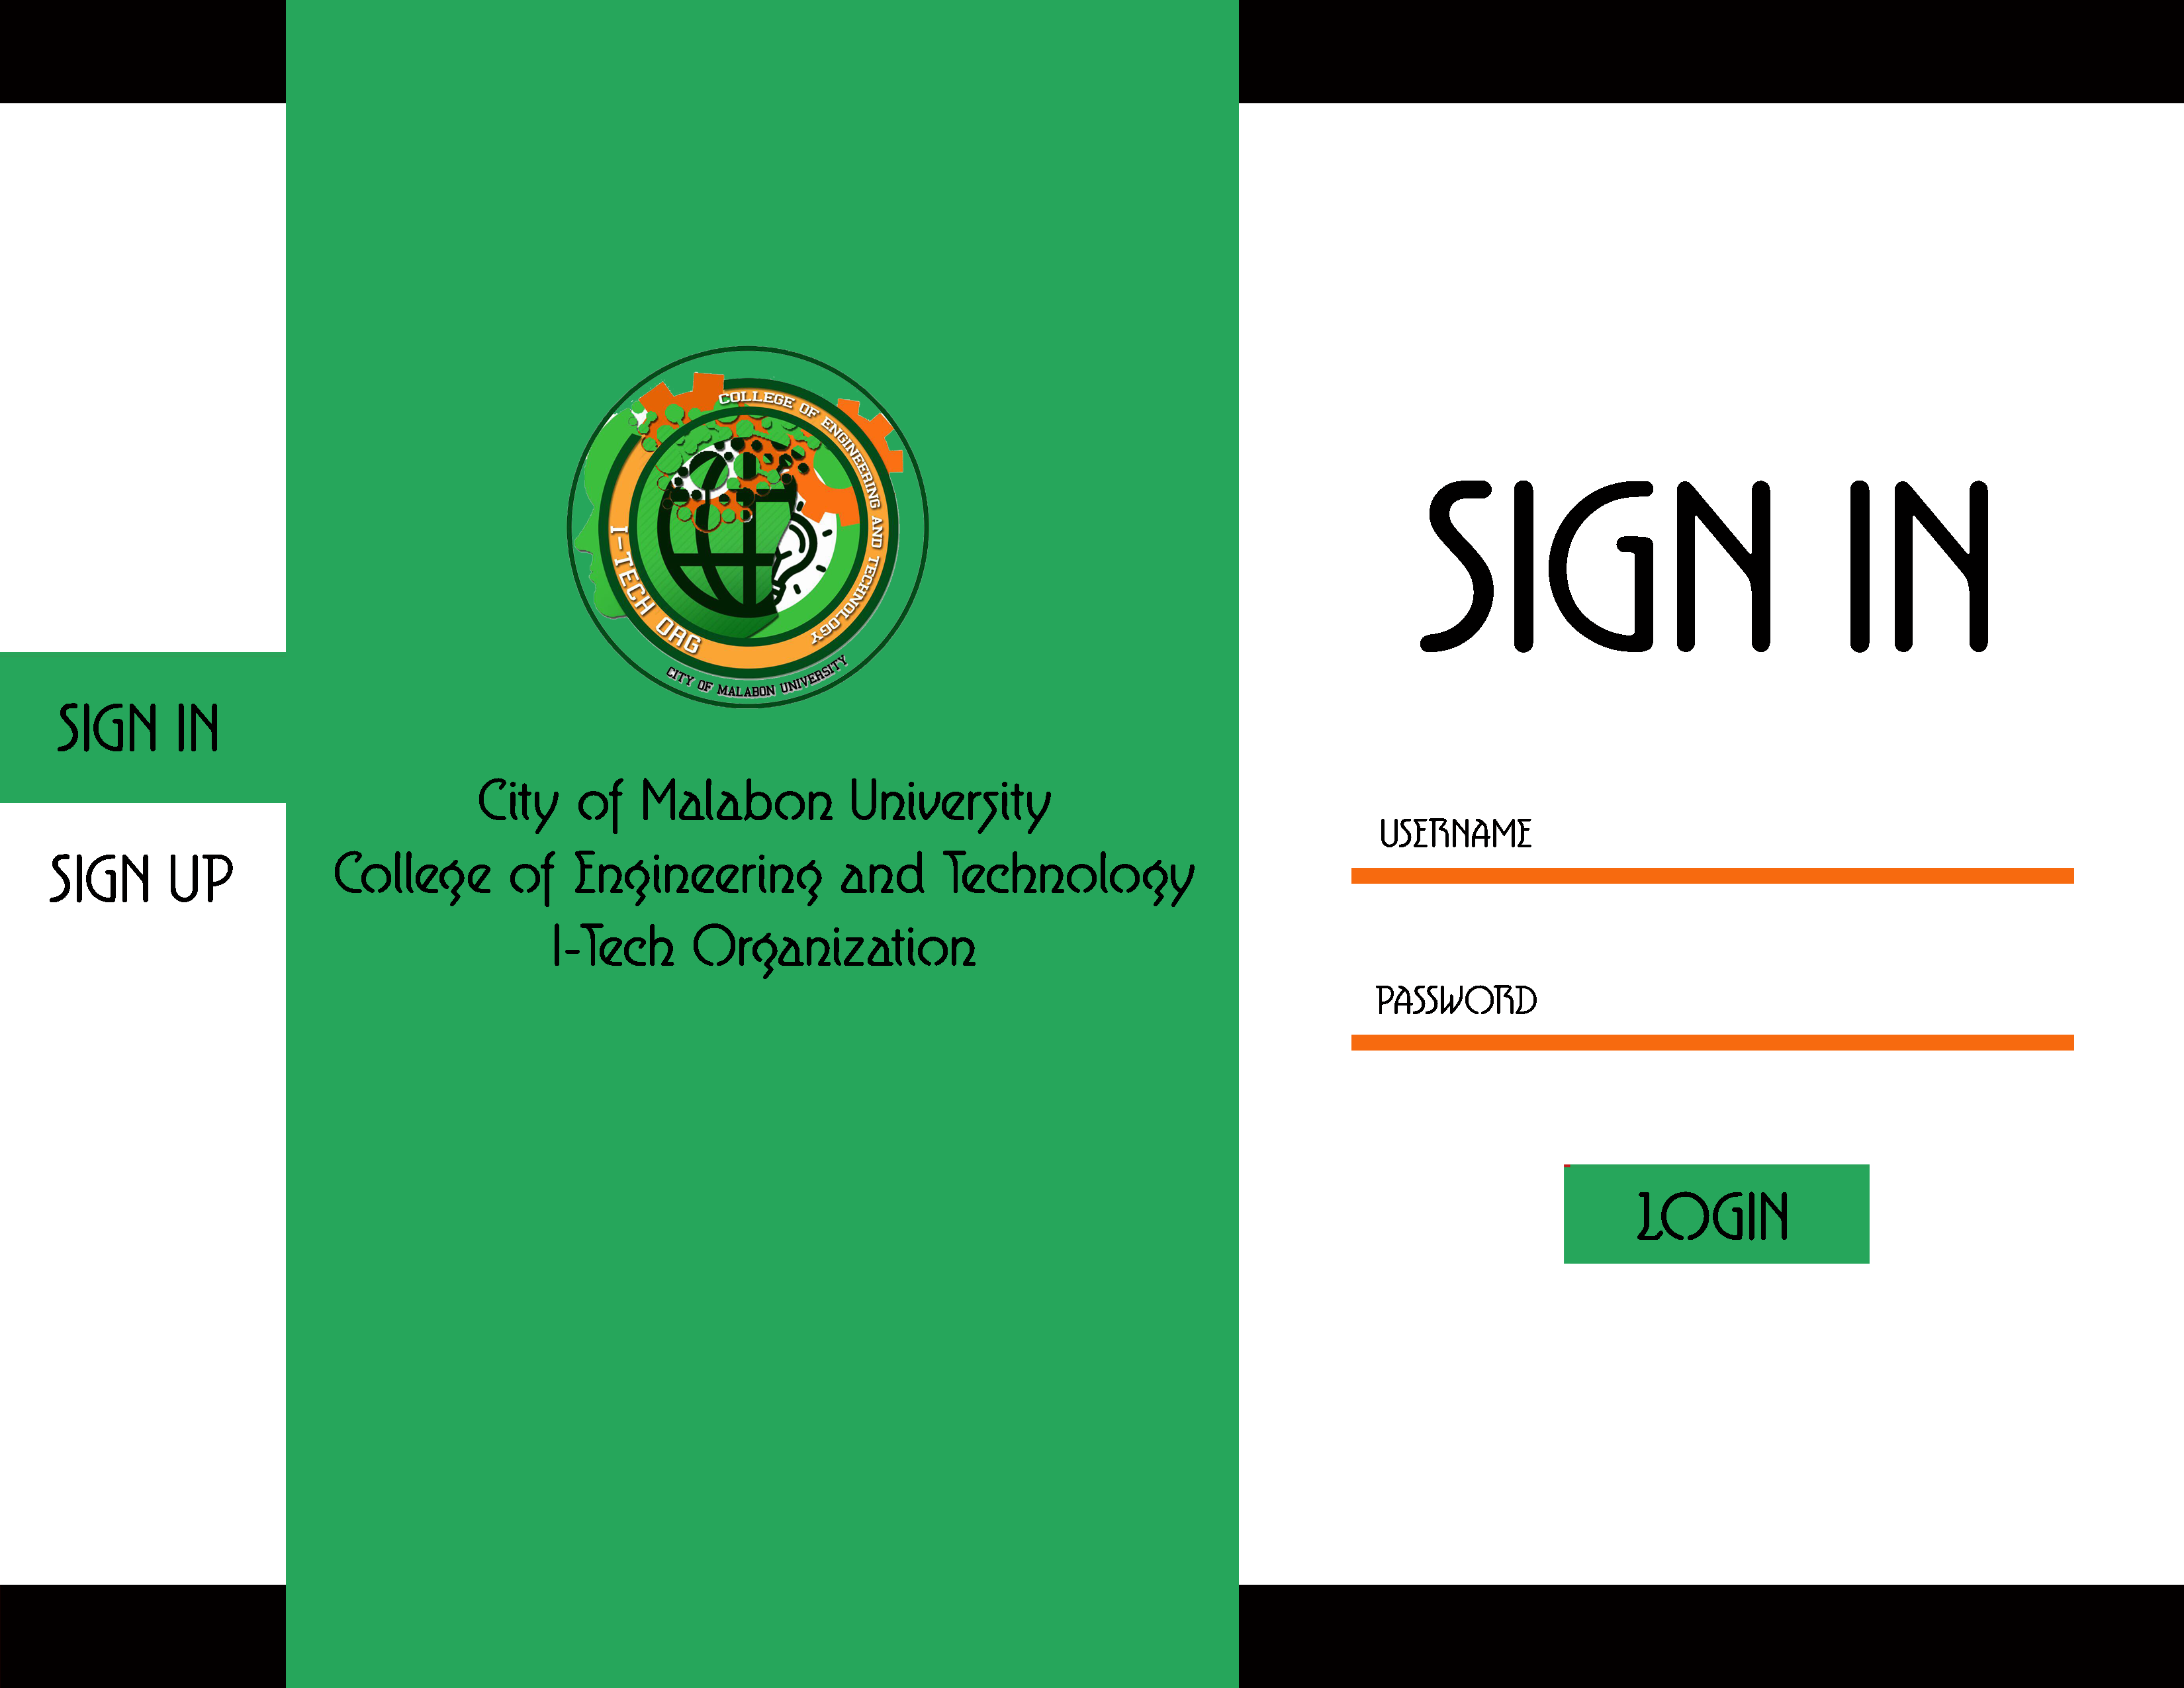 SIGN IN
SIGN UP
COLLEGE OF ENGINEERING AND TECHNOLOGY
I-TECH ORG
CITY OF MALABON UNIVERSITY
City of Malabon University
College of Engineering and Technology
I-Tech Organization
SIGN IN
USERNAME
PASSWORD
LOGIN